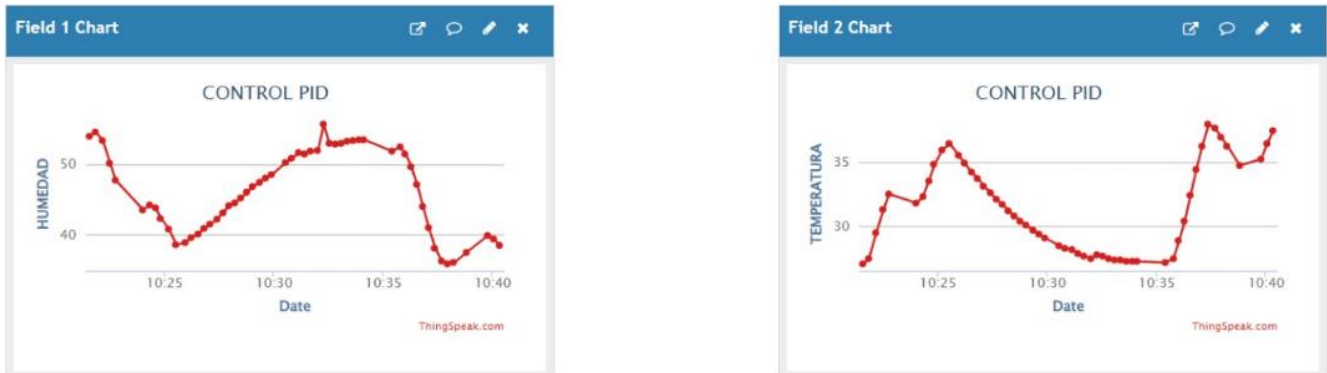 Field 1 Chart
CONTROL PID
HUMEDAD
50
40
10:25 10:30 10:35 10:40
Date
ThingSpeak.com
Field 2 Chart
CONTROL PID
TEMPERATURA
35
30
10:25 10:30 10:35 10:40
Date
ThingSpeak.com